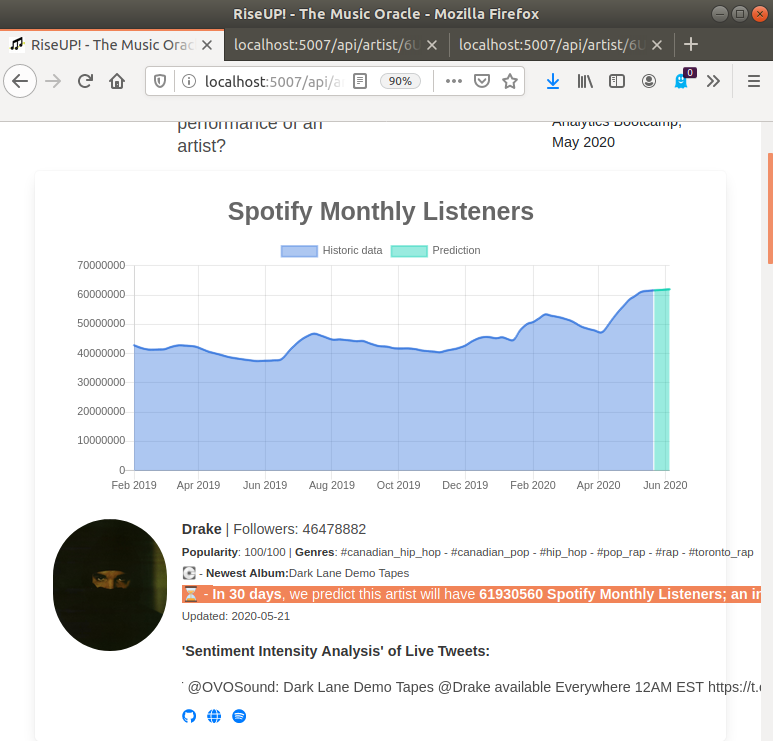 RiseUP! - The Music Oracle - Mozilla Firefox
RiseUP! - The Music Orac
localhost:5007/api/artist/6U
localhost:5007/api/artist/6U
localhost:5007/api/a
90%
0
performance of an
artist?
Analytics Bootcamp,
May 2020
Spotify Monthly Listeners
Historic data
Prediction
70000000
60000000
50000000
40000000
30000000
20000000
10000000
0
Feb 2019
Apr 2019
Jun 2019
Aug 2019
Oct 2019
Dec 2019
Feb 2020
Apr 2020
Jun 2020
Drake | Followers: 46478882
Popularity: 100/100 | Genres: #canadian_hip_hop - #canadian_pop - #hip_hop - #pop_rap - #rap - #toronto_rap
- Newest Album:Dark Lane Demo Tapes
- In 30 days, we predict this artist will have 61930560 Spotify Monthly Listeners; an
Updated: 2020-05-21
'Sentiment Intensity Analysis' of Live Tweets:
' @OVOSound: Dark Lane Demo Tapes @Drake available Everywhere 12AM EST https://t.c